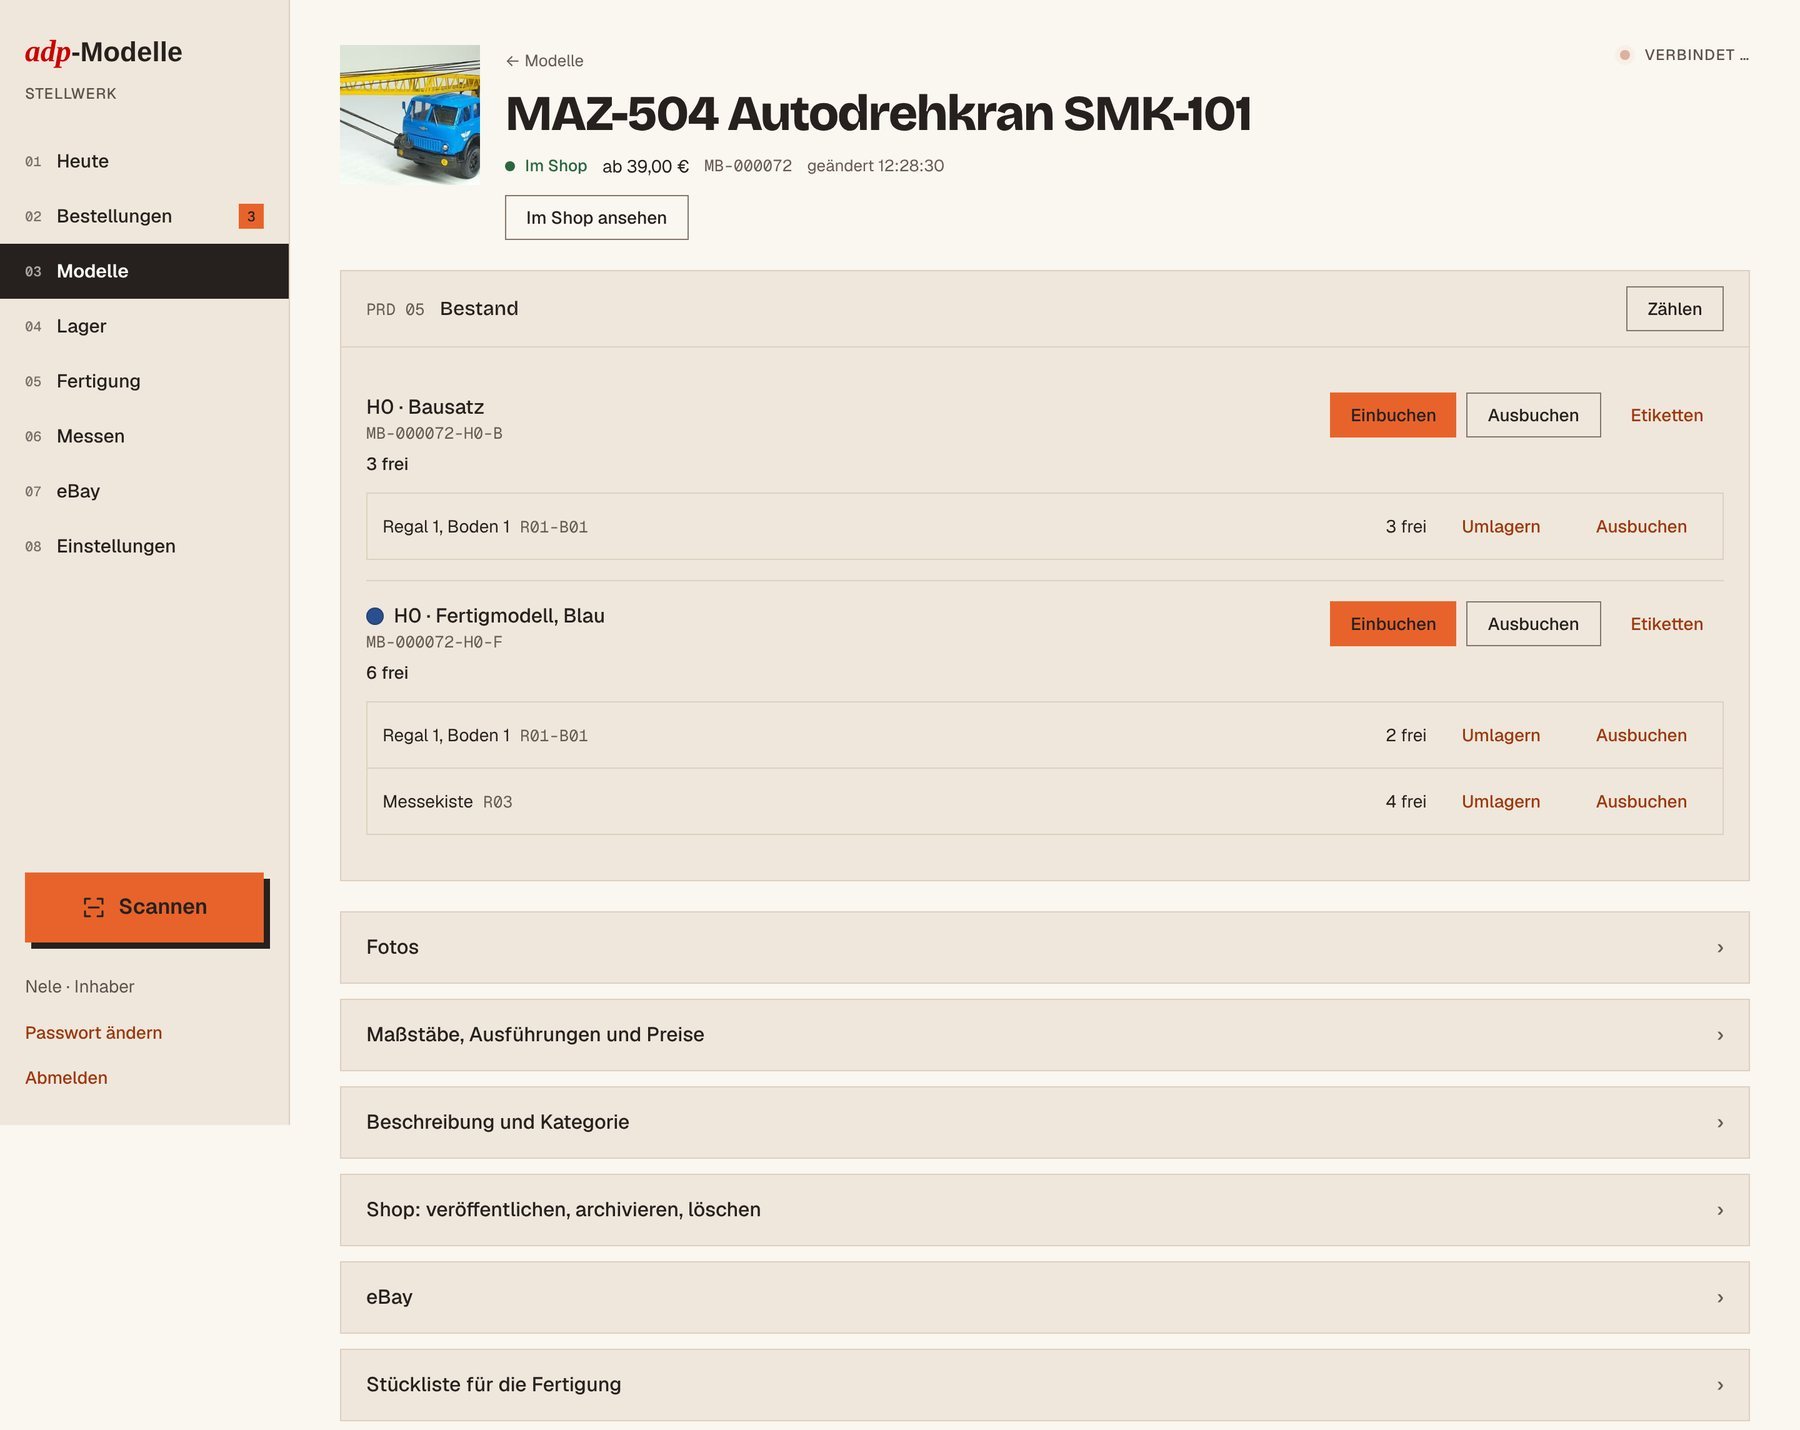 adp-Modelle
STELLWERK
01 Heute
02 Bestellungen 3
03 Modelle
04 Lager
05 Fertigung
06 Messen
07 eBay
08 Einstellungen
Scannen
Nele · Inhaber
Passwort ändern
Abmelden
← Modelle
VERBINDET …
MAZ-504 Autodrehkran SMK-101
Im Shop ab 39,00 € MB-000072 geändert 12:28:30
Im Shop ansehen
PRD 05 Bestand Zählen
H0 · Bausatz
MB-000072-H0-B
3 frei
Einbuchen Ausbuchen Etiketten
Regal 1, Boden 1 R01-B01 3 frei Umlagern Ausbuchen
H0 · Fertigmodell, Blau
MB-000072-H0-F
6 frei
Einbuchen Ausbuchen Etiketten
Regal 1, Boden 1 R01-B01 2 frei Umlagern Ausbuchen
Messekiste R03 4 frei Umlagern Ausbuchen
Fotos ›
Maßstäbe, Ausführungen und Preise ›
Beschreibung und Kategorie ›
Shop: veröffentlichen, archivieren, löschen ›
eBay ›
Stückliste für die Fertigung ›